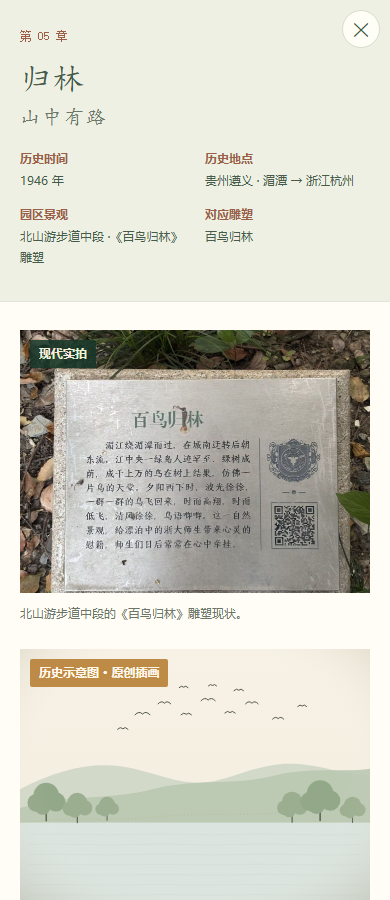 第 05 章
归林
山中有路
历史时间
1946 年
历史地点
贵州遵义 · 湄潭 → 浙江杭州
园区景观
北山游步道中段 ·《百鸟归林》
雕塑
对应雕塑
百鸟归林
现代实拍
百鸟归林
湄江绕湄潭而过，在城南迂转后朝
东流。江中央一绿岛人迹罕至，绿树成
荫，成千上万的鸟在树上结巢，仿佛一
片鸟的天堂。夕阳西下时，波光徐徐，
一群一群的鸟飞回来，时而高翔，时而
低飞，清风徐徐，鸟语啁啾。这一自然
景观，给漂泊中的浙大师生带来心灵的
慰藉，师生们日后常常在心中牵挂。
北山游步道中段的《百鸟归林》雕塑现状。
历史示意图 · 原创插画